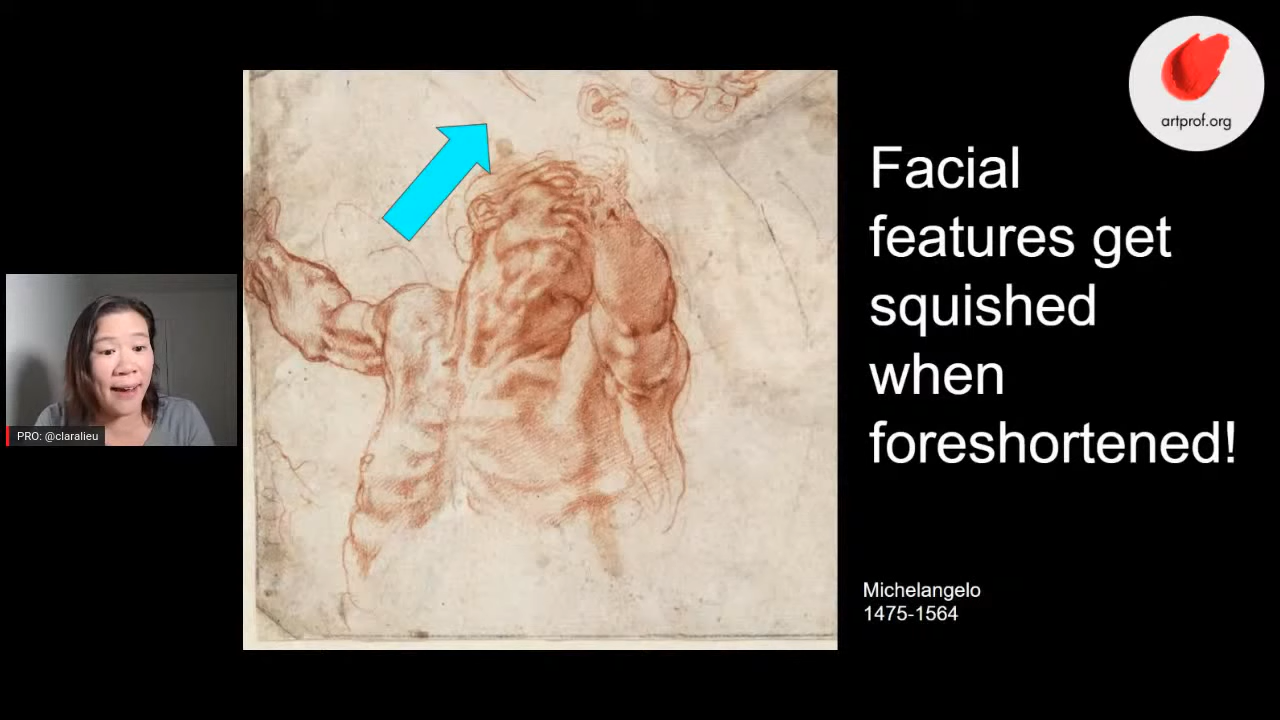 artprof.org
Facial
features get
squished
when
foreshortened!
PRO: @claralieu
Michelangelo
1475-1564